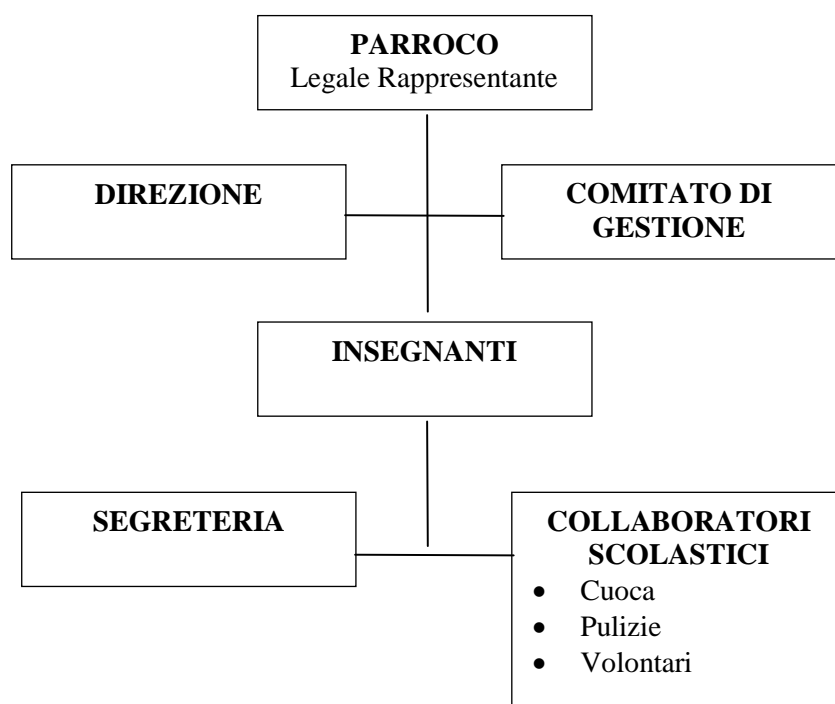 PARROCO
Legale Rappresentante
DIREZIONE
COMITATO DI
GESTIONE
INSEGNANTI
SEGRETERIA
COLLABORATORI
SCOLASTICI
• Cuoca
• Pulizie
• Volontari